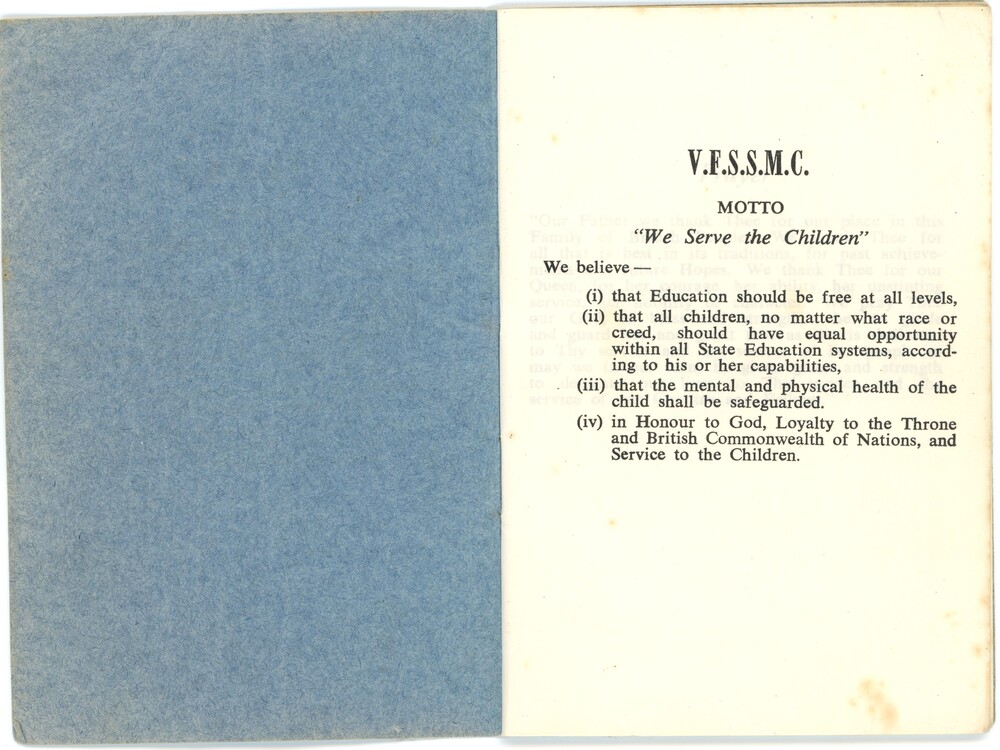 V.F.S.S.M.C.
MOTTO
"We Serve the Children"
We believe—
(i) that Education should be free at all levels,
(ii) that all children, no matter what race or
creed, should have equal opportunity
within all State Education systems, accord-
ing to his or her capabilities,
(iii) that the mental and physical health of the
child shall be safeguarded.
(iv) in Honour to God, Loyalty to the Throne
and British Commonwealth of Nations, and
Service to the Children.